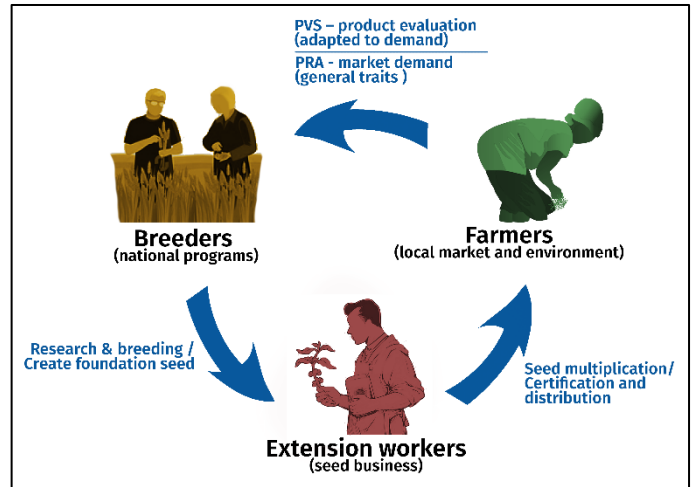 PVS – product evaluation
(adapted to demand)
PRA - market demand
(general traits )
Breeders
(national programs)
Farmers
(local market and environment)
Research & breeding /
Create foundation seed
Seed multiplication/
Certification and
distribution
Extension workers
(seed business)